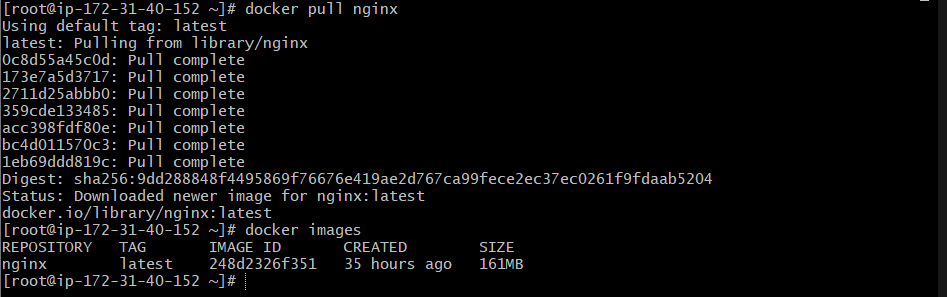 [root@ip-172-31-40-152 ~]# docker pull nginx
Using default tag: latest
latest: Pulling from library/nginx
0c8d55a45c0d: Pull complete
173e7a5d3717: Pull complete
2711d25abbb0: Pull complete
359cde133485: Pull complete
acc398fdf80e: Pull complete
bc4d011570c3: Pull complete
1eb69ddd819c: Pull complete
Digest: sha256:9dd288848f4495869f76676e419ae2d767ca99fece2ec37ec0261f9fdaab5204
Status: Downloaded newer image for nginx:latest
docker.io/library/nginx:latest
[root@ip-172-31-40-152 ~]# docker images
REPOSITORY   TAG       IMAGE ID       CREATED        SIZE
nginx        latest    248d2326f351   35 hours ago   161MB
[root@ip-172-31-40-152 ~]#